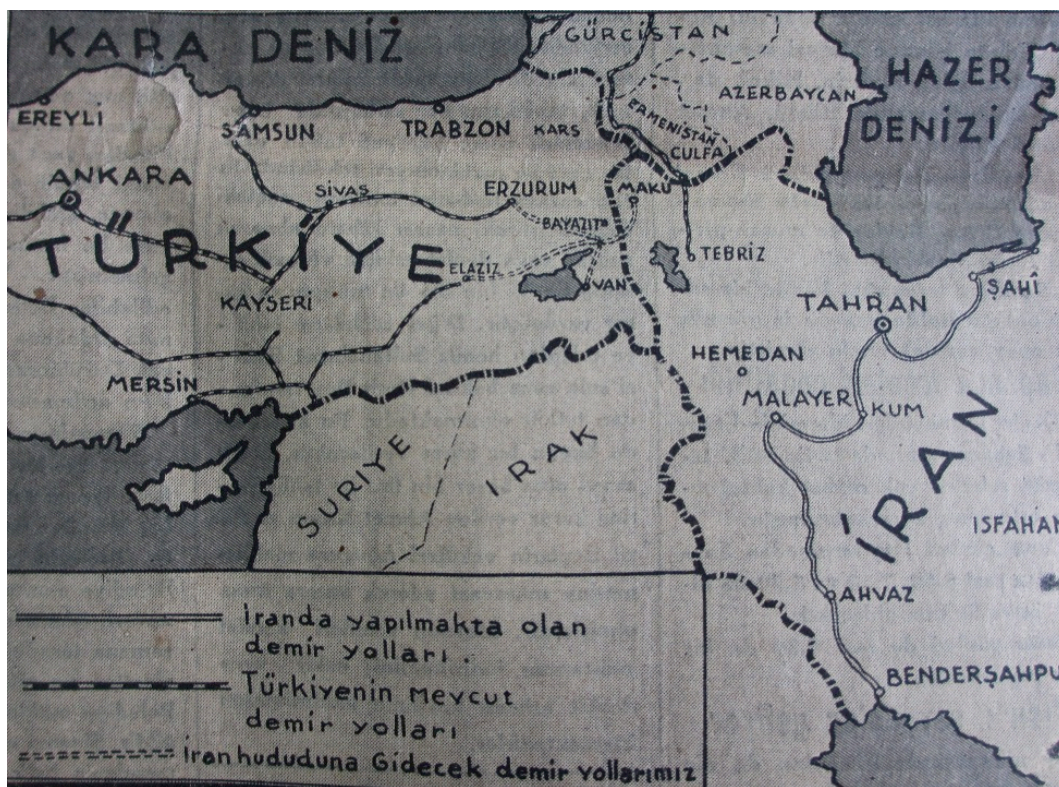 KARA DENİZ
GÜRCİSTAN
HAZER
DENİZİ
AZERBAYCAN
EREYLİ
SAMSUN
TRABZON
KARS
ERMENİSTAN
CULFA
ANKARA
SİVAS
ERZURUM
MAKU
BAYAZIT
TÜRKİYE
TEBRİZ
ELAZİZ
VAN
KAYSERİ
ŞAHİ
TAHRAN
HEMEDAN
MERSİN
MALAYER
KUM
SURİYE
IRAK
İRAN
ISFAHAN
AHVAZ
BENDERŞAHPU
İranda yapılmakta olan
demir yolları.
Türkiyenin mevcut
demir yolları
İran hududuna Gidecek demir yollarımız